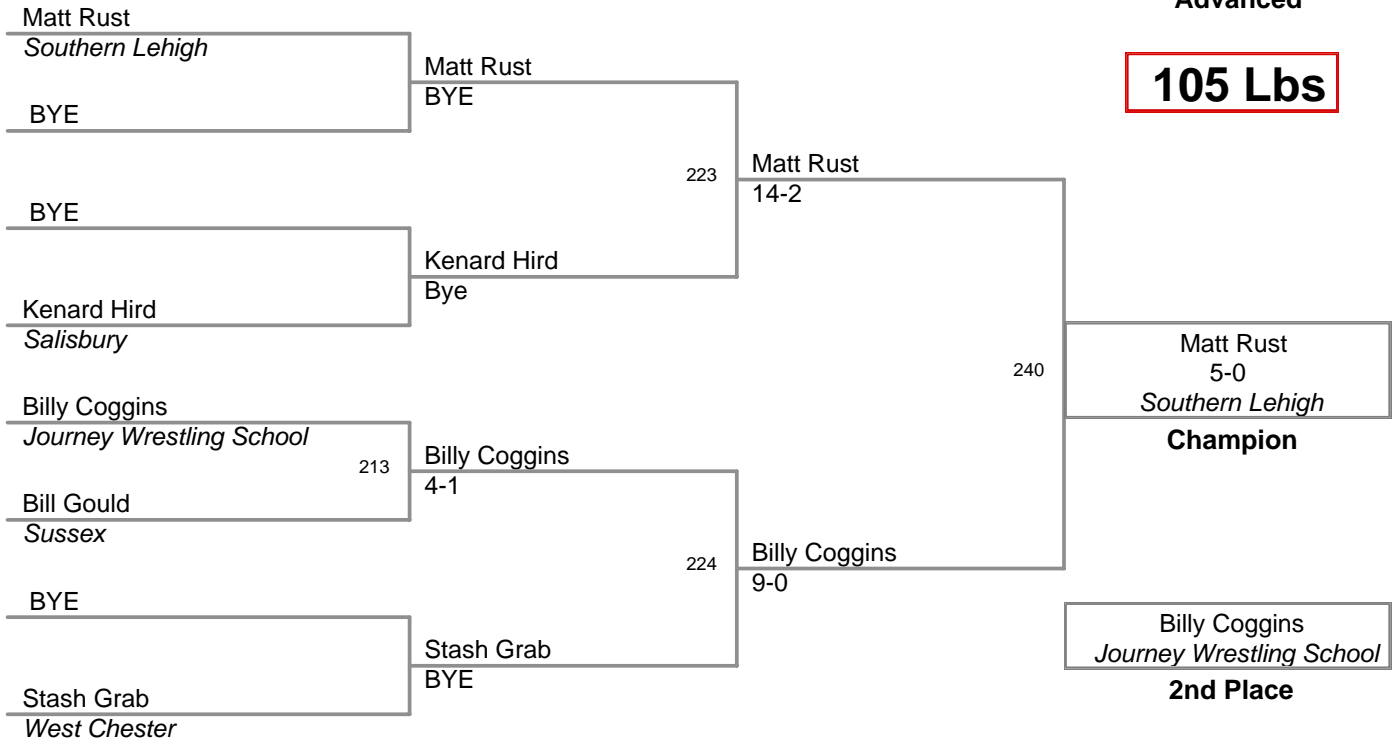 Advanced
105 Lbs
Matt Rust
Southern Lehigh
BYE
BYE
Kenard Hird
Salisbury
Billy Coggins
Journey Wrestling School
Bill Gould
Sussex
BYE
Stash Grab
West Chester
Matt Rust
BYE
Kenard Hird
Bye
213
Billy Coggins
4-1
Stash Grab
BYE
223
Matt Rust
14-2
224
Billy Coggins
9-0
240
Matt Rust
5-0
Southern Lehigh
Champion
Billy Coggins
Journey Wrestling School
2nd Place